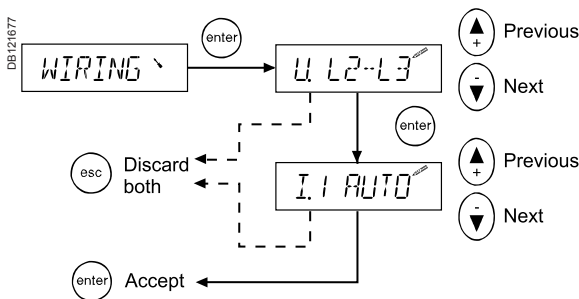 DB121677
enter
WIRING
U. L2-L3
+
Previous
-
Next
enter
esc
Discard
both
I.1 AUTO
+
Previous
-
Next
enter
Accept